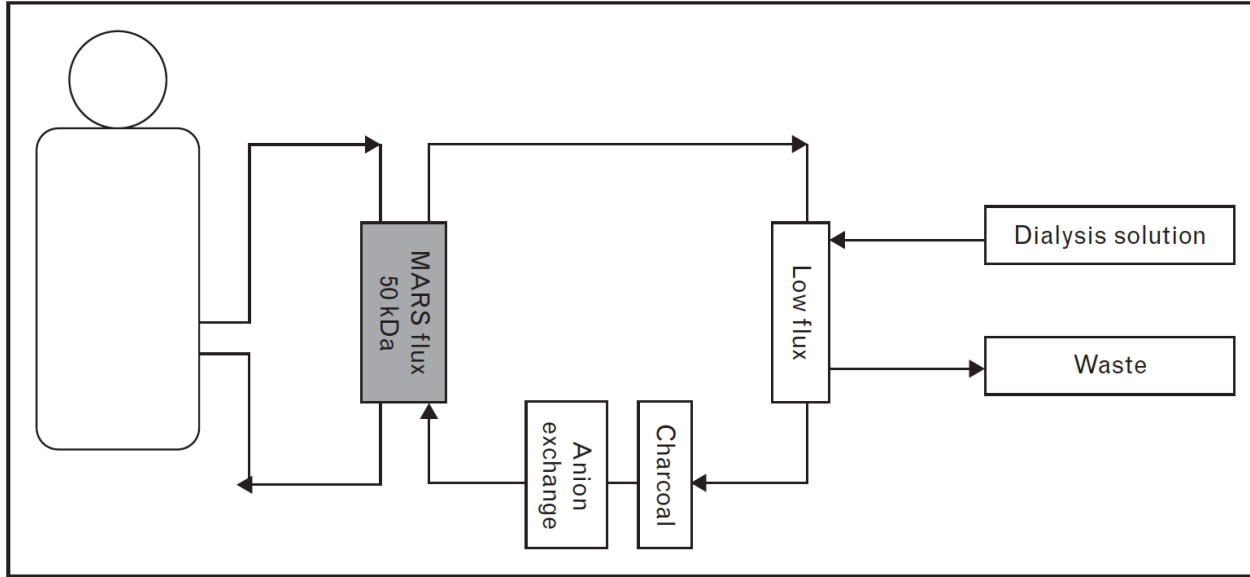 MARS flux
50 kDa
Low flux
Dialysis solution
Waste
Anion
exchange
Charcoal